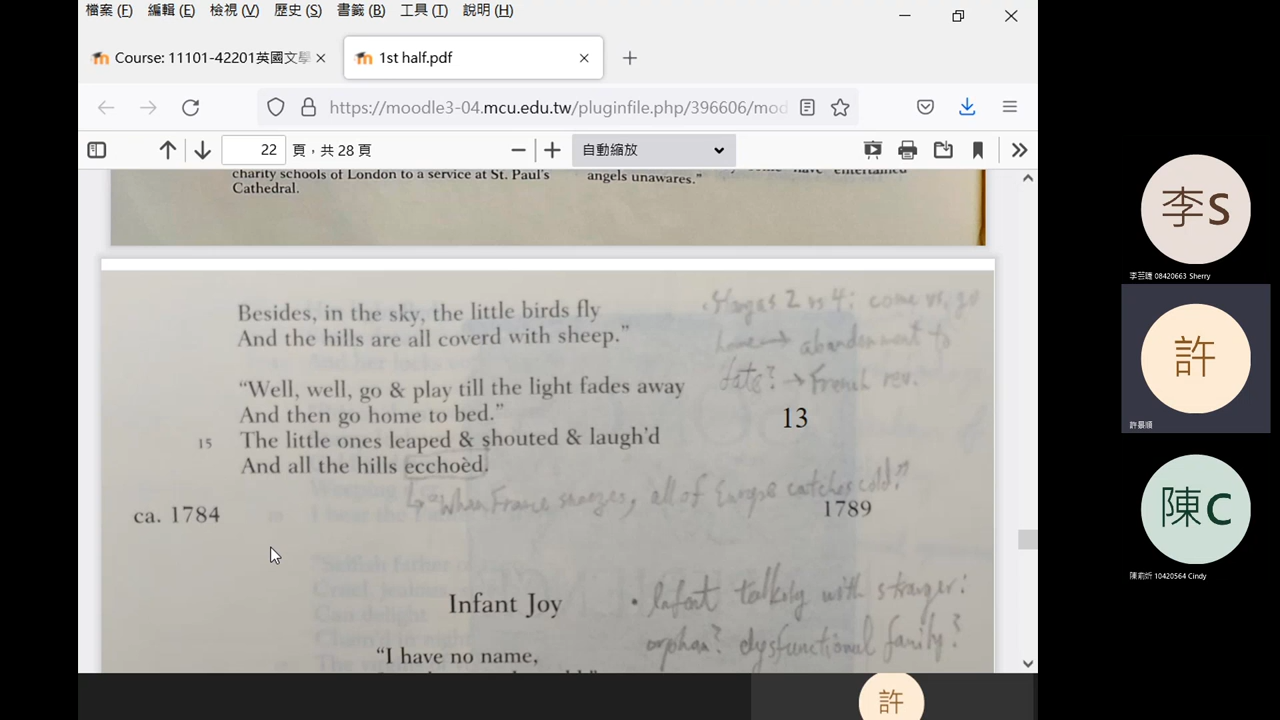 檔案 (F) 編輯 (E) 檢視 (V) 歷史 (S) 書籤 (B) 工具 (T) 說明 (H)
Course: 11101-42201英國文學
1st half.pdf
https://moodle3-04.mcu.edu.tw/pluginfile.php/396606/mod
22 頁，共 28 頁
自動縮放
charity schools of London to a service at St. Paul's
Cathedral.
angels unawares."
Besides, in the sky, the little birds fly
And the hills are all coverd with sheep."
Stanzas 2 vs 4: come vs. go
home → abandonment to
fate? → French rev.
"Well, well, go & play till the light fades away
And then go home to bed."
13
15 The little ones leaped & shouted & laugh'd
And all the hills ecchoèd.
"When France sneezes, all of Europe catches cold."
ca. 1784
1789
Infant Joy
• Infant talking with stranger:
orphan? dysfunctional family?
"I have no name,
李S
李芸瞳 08420663 Sherry
許
許景順
陳C
10420564 Cindy
許